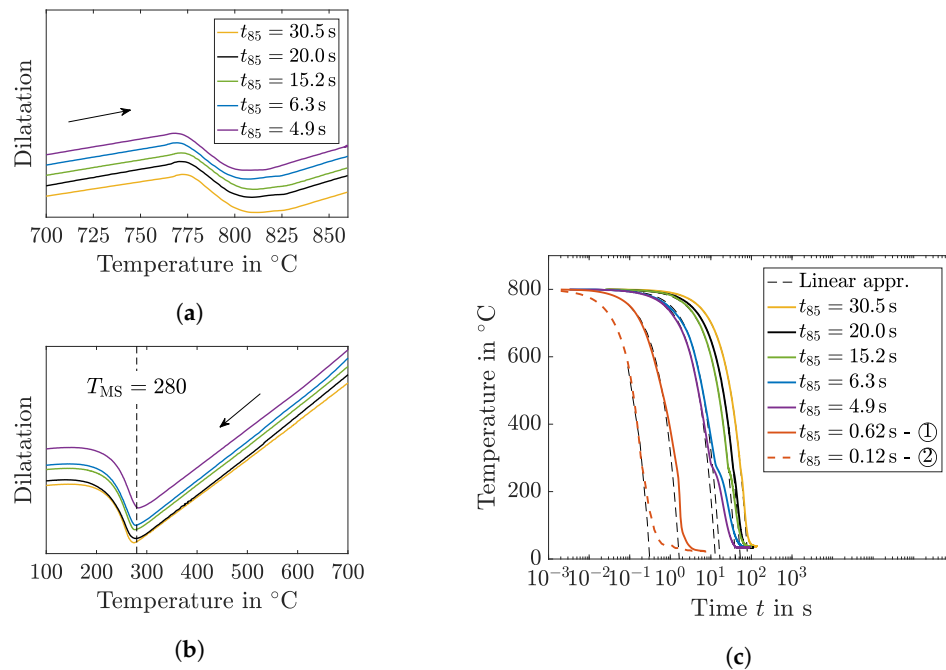 Dilatation
t85 = 30.5 s
t85 = 20.0 s
t85 = 15.2 s
t85 = 6.3 s
t85 = 4.9 s
700 725 750 775 800 825 850
Temperature in °C
(a)
Dilatation
TMS = 280
100 200 300 400 500 600 700
Temperature in °C
(b)
Temperature in °C
800
600
400
200
0
Linear appr.
t85 = 30.5 s
t85 = 20.0 s
t85 = 15.2 s
t85 = 6.3 s
t85 = 4.9 s
t85 = 0.62 s - ①
t85 = 0.12 s - ②
10⁻³ 10⁻² 10⁻¹ 10⁰ 10¹ 10² 10³
Time t in s
(c)